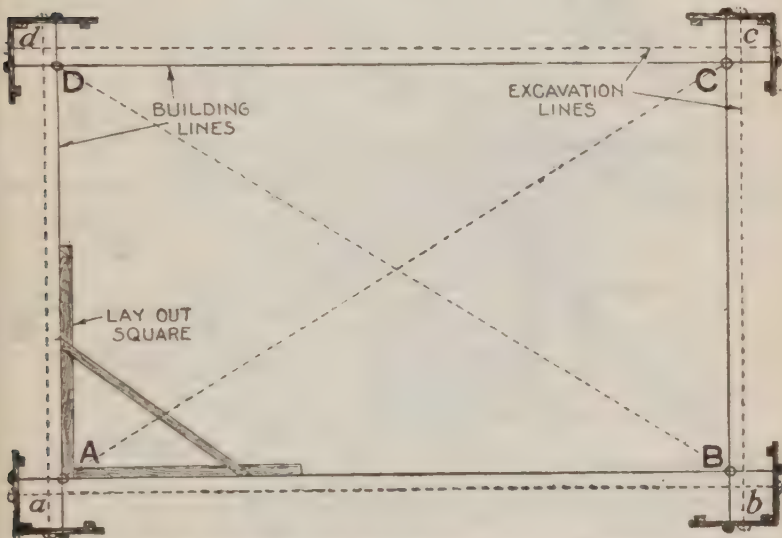 d
c
D
C
BUILDING
LINES
EXCAVATION
LINES
LAY OUT
SQUARE
A
B
a
b